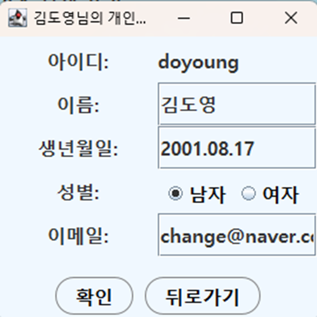 김도영님의 개인...
아이디: doyoung
이름: 김도영
생년월일: 2001.08.17
성별: 남자 여자
이메일: change@naver.co
확인 뒤로가기